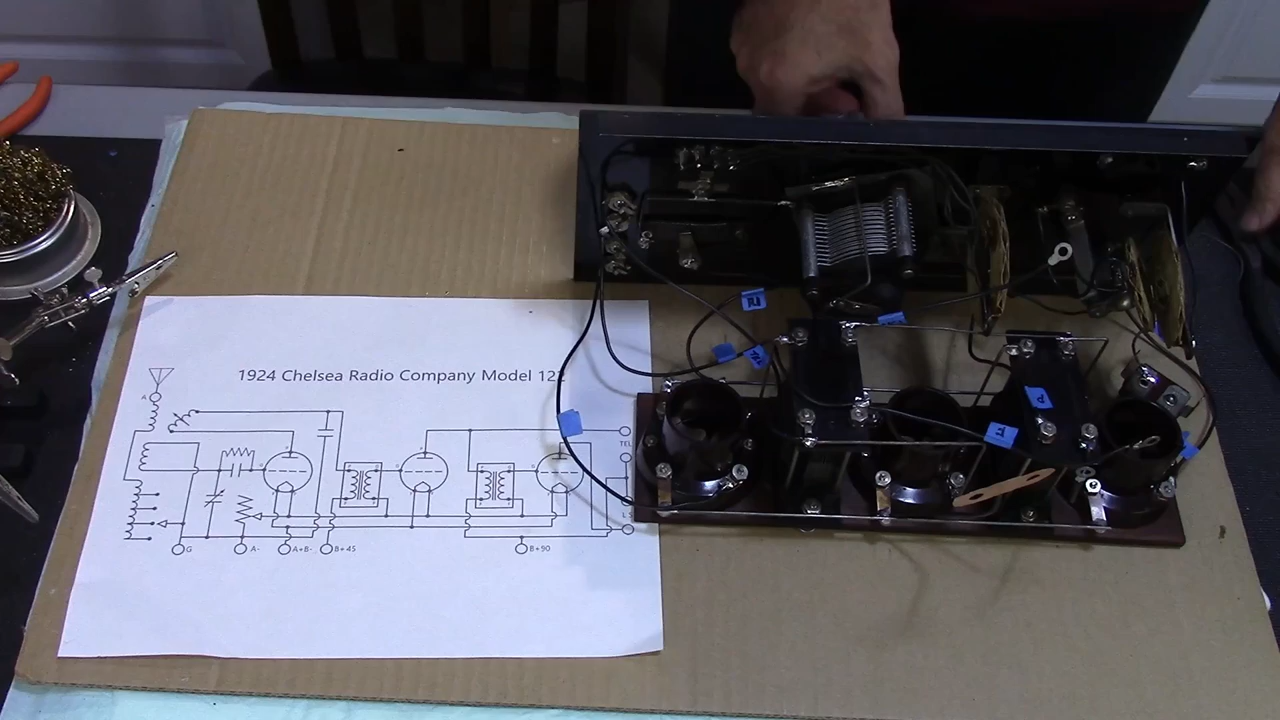 1924 Chelsea Radio Company Model 122
A
TEL
L S
G
A-
A+B-
B+45
B+90
P